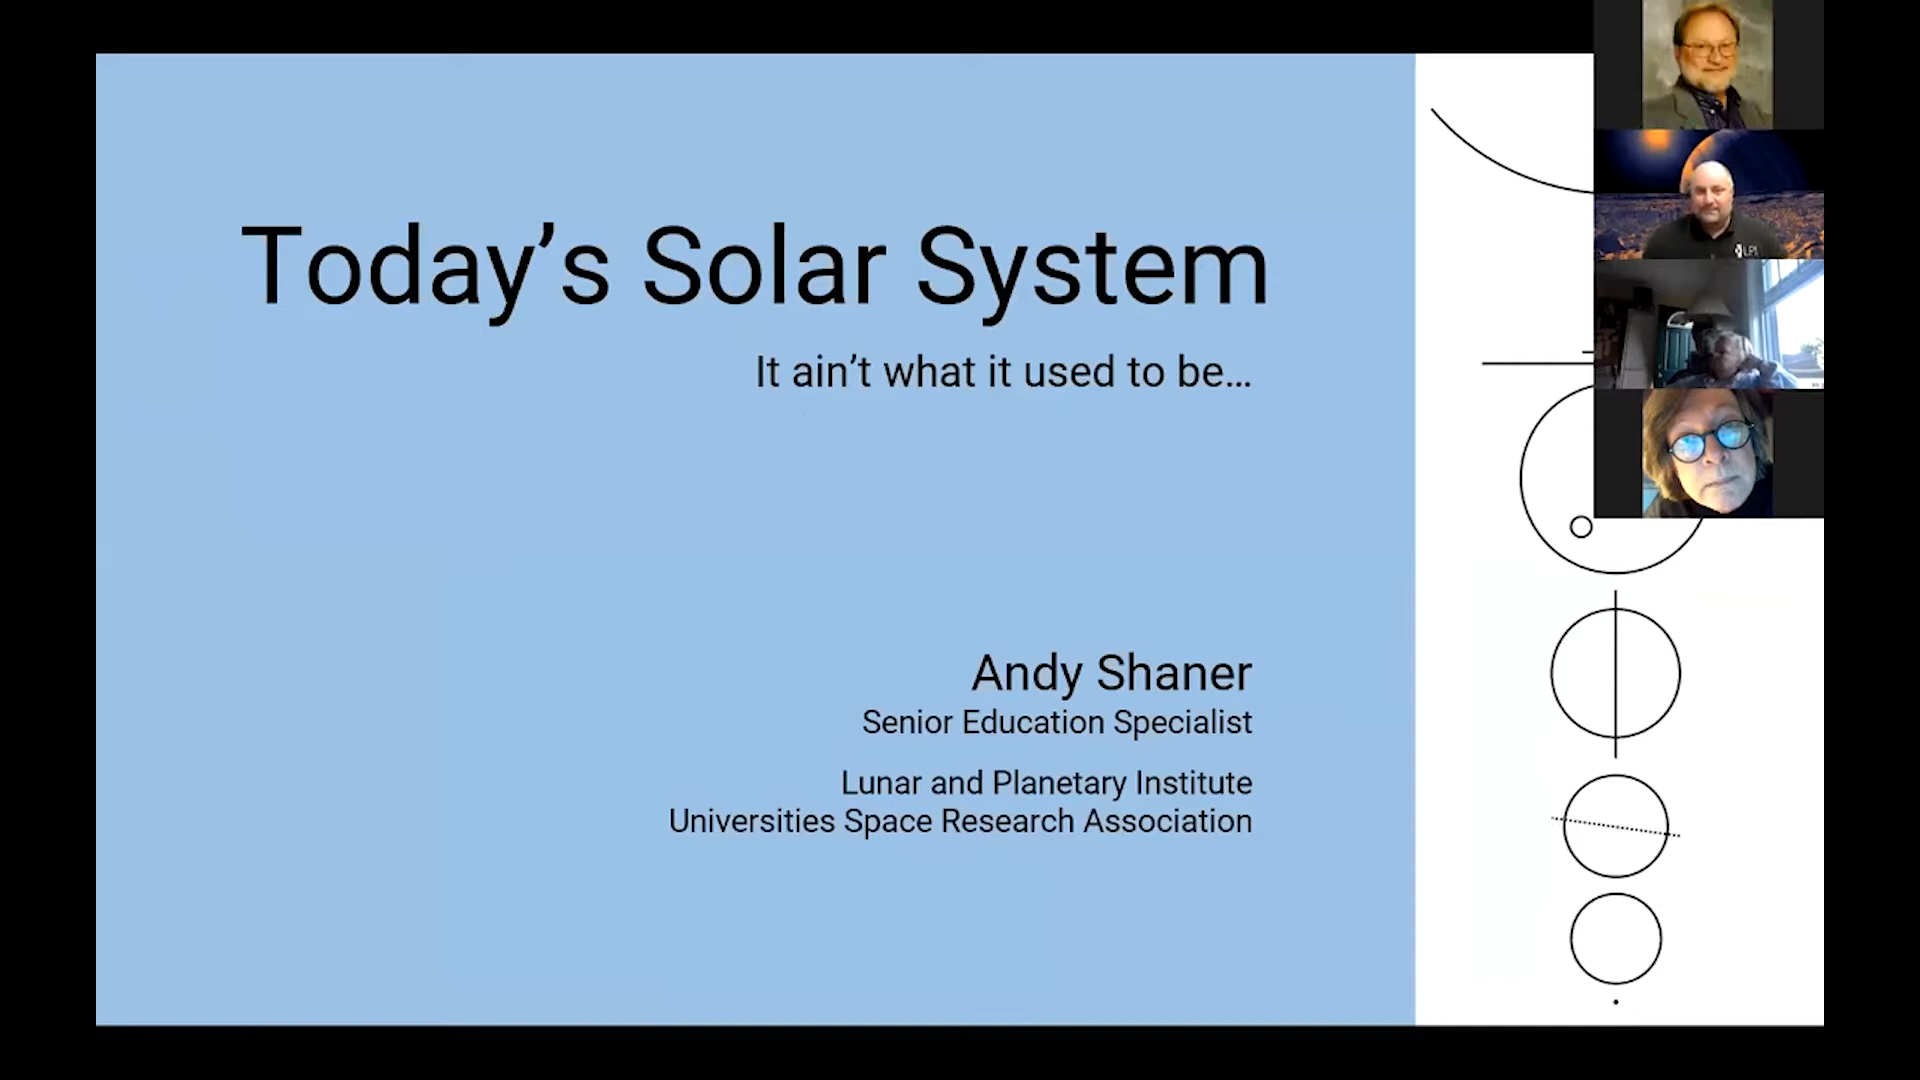 Today’s Solar System
It ain’t what it used to be...
Andy Shaner
Senior Education Specialist
Lunar and Planetary Institute
Universities Space Research Association
LPI